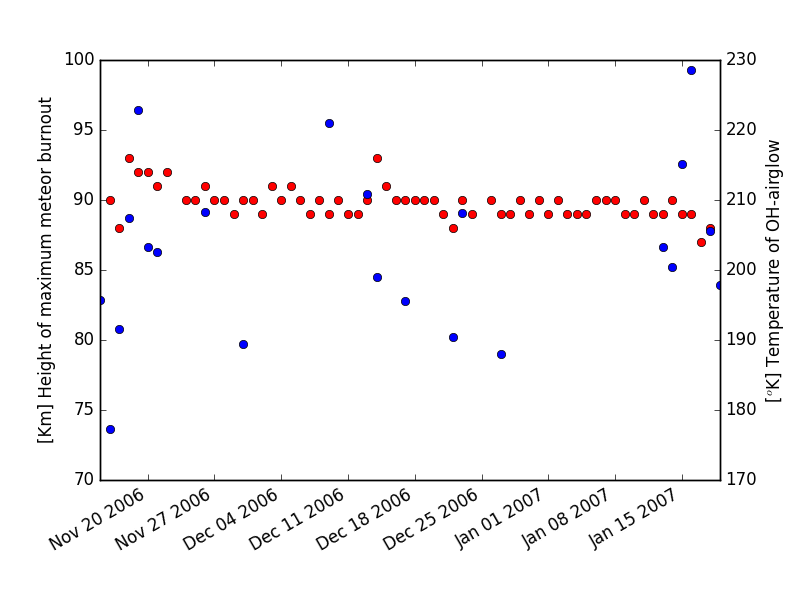 100
95
90
85
80
75
70
[Km] Height of maximum meteor burnout
230
220
210
200
190
180
170
[°K] Temperature of OH-airglow
Nov 20 2006
Nov 27 2006
Dec 04 2006
Dec 11 2006
Dec 18 2006
Dec 25 2006
Jan 01 2007
Jan 08 2007
Jan 15 2007